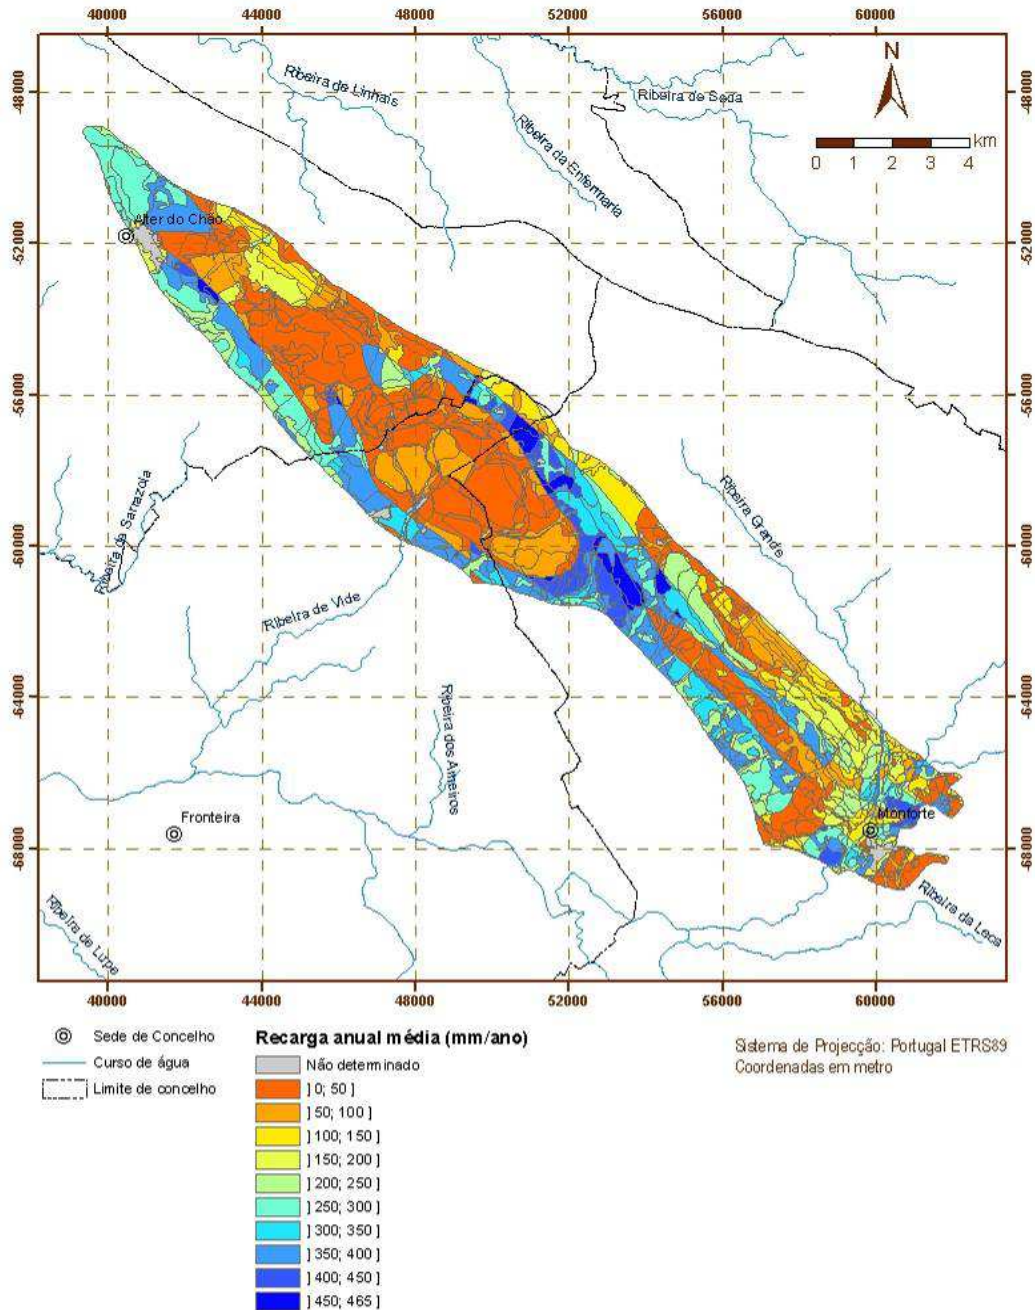 40000 44000 48000 52000 56000 60000
-48000
-48000
Ribeira de Linhais
Ribeira de Seda
Ribeira da Enfermaria
N
km
0 1 2 3 4
Alter do Chão
-52000
-52000
-56000
-56000
Ribeira de Sarrazola
Ribeira Grande
-60000
-60000
Ribeira de Vide
-64000
-64000
Ribeira dos Ameiros
Fronteira
Monforte
-68000
-68000
Ribeira de Lupe
Ribeira da Leca
40000 44000 48000 52000 56000 60000
Sede de Concelho
Curso de água
Limite de concelho
Recarga anual média (mm/ano)
Não determinado
] 0; 50 ]
] 50; 100 ]
] 100; 150 ]
] 150; 200 ]
] 200; 250 ]
] 250; 300 ]
] 300; 350 ]
] 350; 400 ]
] 400; 450 ]
] 450; 465 ]
Sistema de Projecção: Portugal ETRS89
Coordenadas em metro